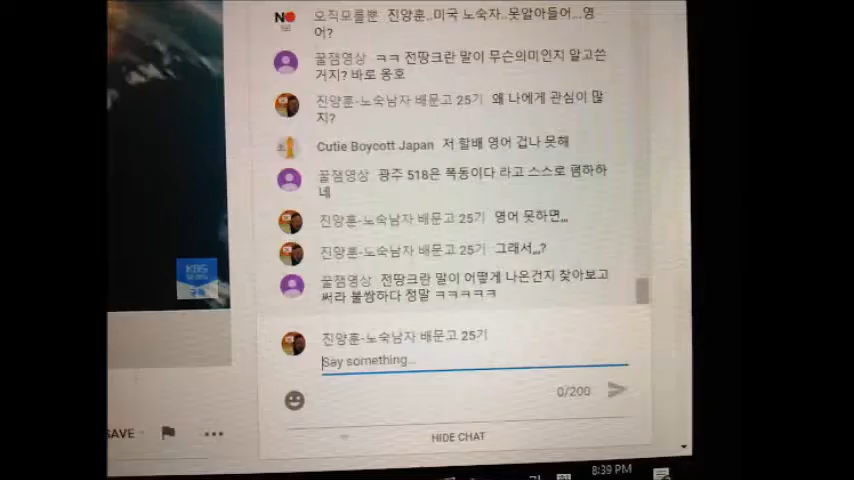 오직모를뿐 진양훈..미국 노숙자..못알아들어...영
어?
꿀잼영상 ㅋㅋ 전땅크란 말이 무슨의미인지 알고쓴
거지? 바로 옹호
진양훈-노숙남자 배문고 25기 왜 나에게 관심이 많
지?
Cutie Boycott Japan 저 할배 영어 겁나 못해
꿀잼영상 광주 518은 폭동이다 라고 스스로 폄하하
네
진양훈-노숙남자 배문고 25기 영어 못하면,,,
진양훈-노숙남자 배문고 25기 그래서,,,?
꿀잼영상 전땅크란 말이 어떻게 나온건지 찾아보고
써라 불쌍하다 정말 ㅋㅋㅋㅋㅋ
진양훈-노숙남자 배문고 25기
Say something...
0/200
KBS
구독
SAVE
HIDE CHAT
8:39 PM